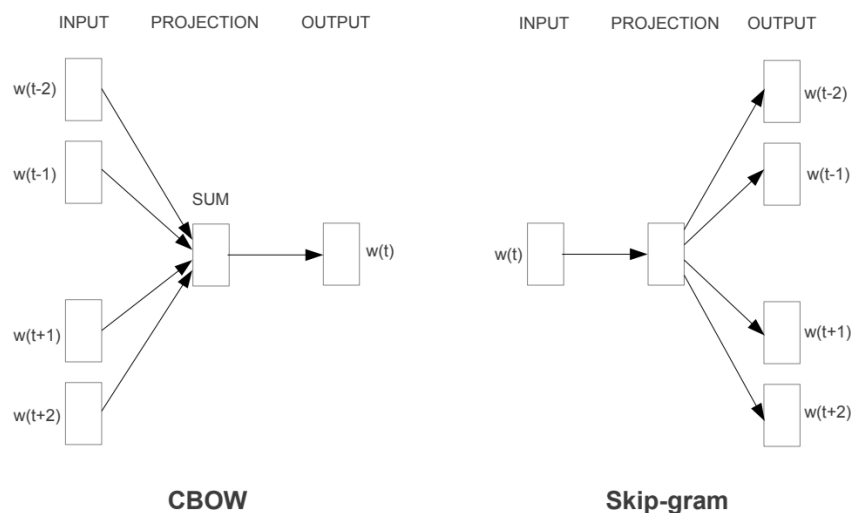 INPUT PROJECTION OUTPUT
w(t-2)
w(t-1)
SUM
w(t)
w(t+1)
w(t+2)
CBOW
INPUT PROJECTION OUTPUT
w(t-2)
w(t-1)
w(t)
w(t+1)
w(t+2)
Skip-gram